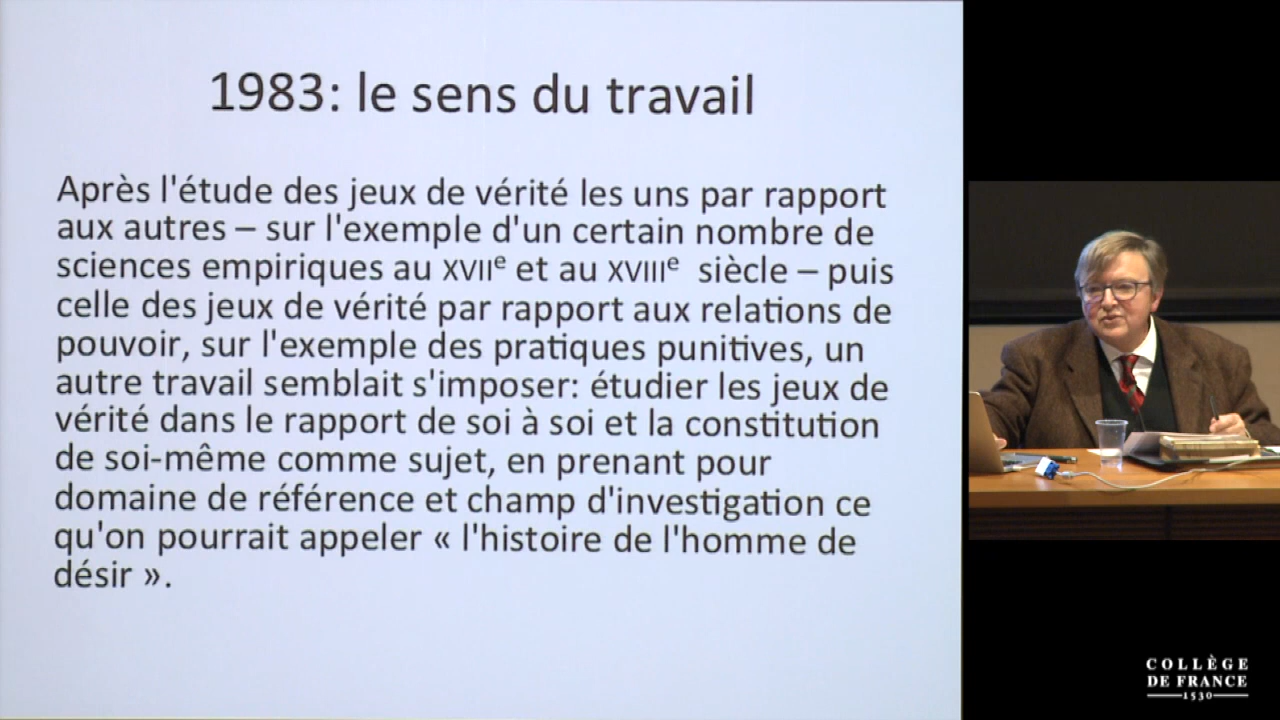 1983: le sens du travail
Après l'étude des jeux de vérité les uns par rapport
aux autres – sur l'exemple d'un certain nombre de
sciences empiriques au XVIIe et au XVIIIe siècle – puis
celle des jeux de vérité par rapport aux relations de
pouvoir, sur l'exemple des pratiques punitives, un
autre travail semblait s'imposer: étudier les jeux de
vérité dans le rapport de soi à soi et la constitution
de soi-même comme sujet, en prenant pour
domaine de référence et champ d'investigation ce
qu'on pourrait appeler « l'histoire de l'homme de
désir ».
COLLÈGE
DE FRANCE
1530